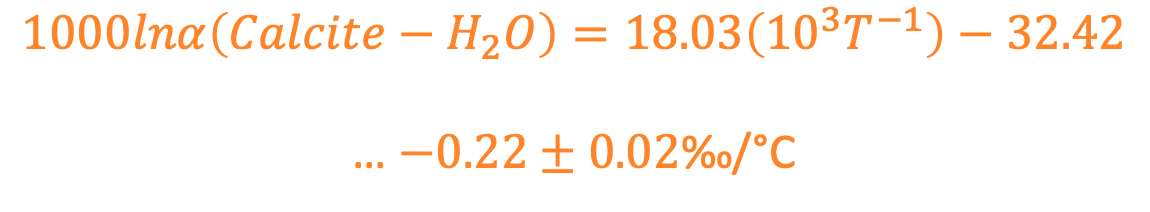 1000lnα(Calcite − H₂O) = 18.03(10³T⁻¹) − 32.42
... −0.22 ± 0.02‰/°C